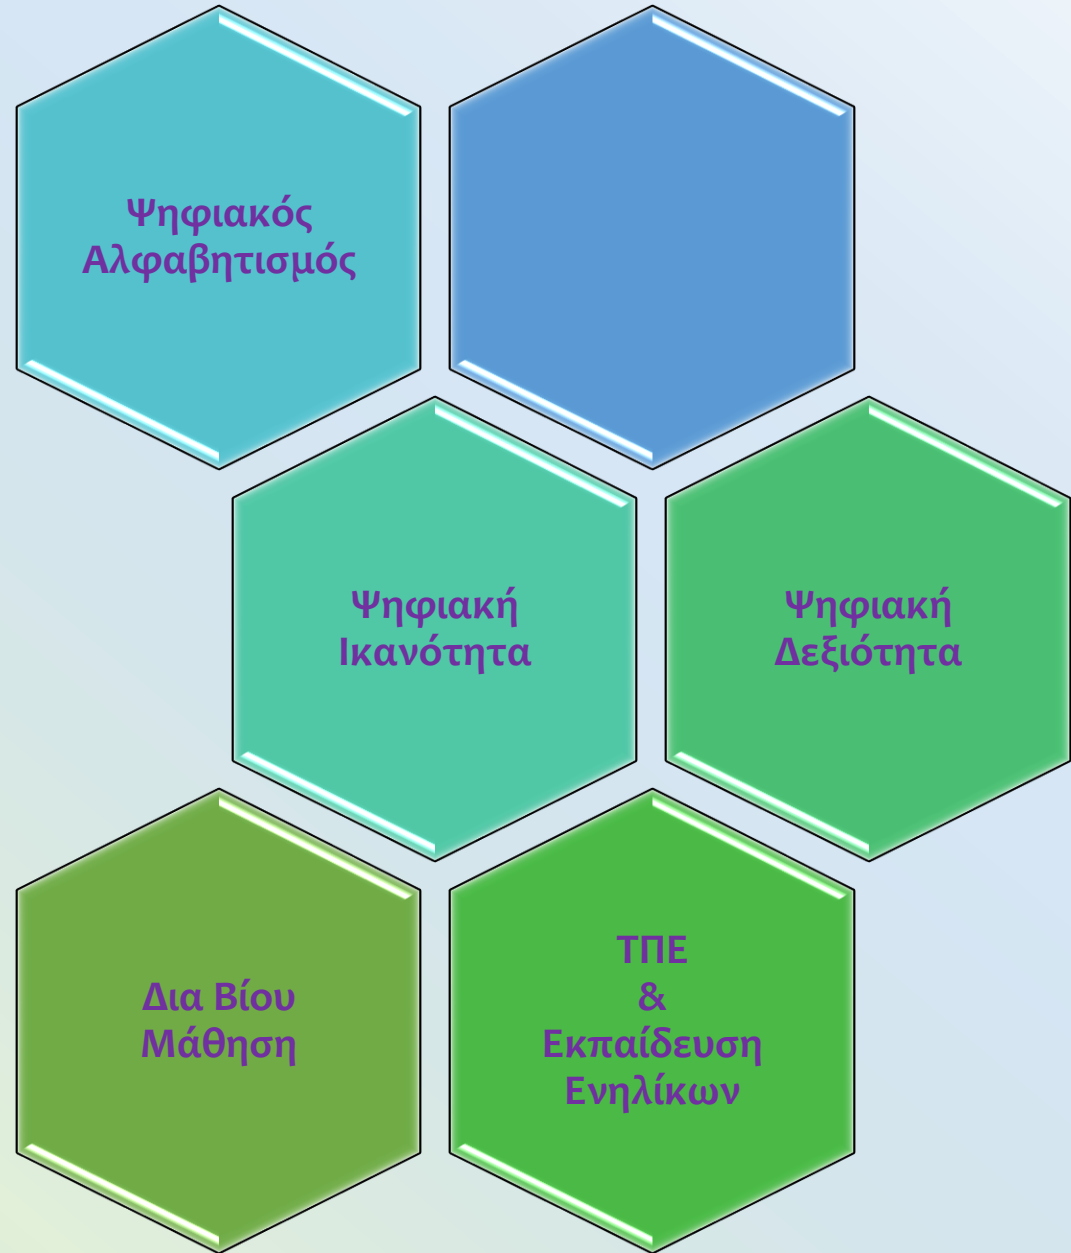 Ψηφιακός
Αλφαβητισμός
Ψηφιακή
Ικανότητα
Ψηφιακή
Δεξιότητα
Δια Βίου
Μάθηση
ΤΠΕ
&
Εκπαίδευση
Ενηλίκων